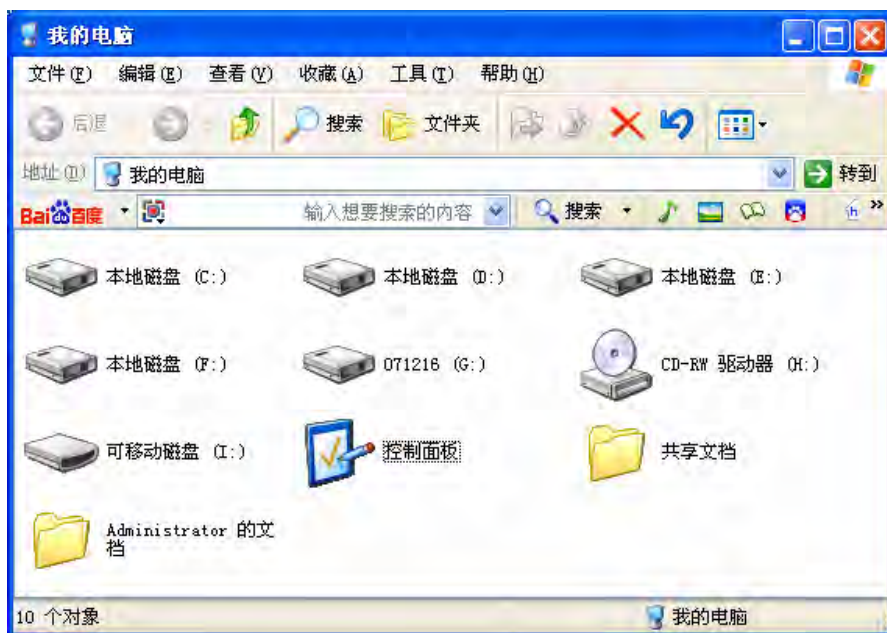 我的电脑
文件(F) 编辑(E) 查看(V) 收藏(A) 工具(T) 帮助(H)
后退 搜索 文件夹
地址(D) 我的电脑 转到
Bai du 百度 输入想要搜索的内容 搜索 »
本地磁盘 (C:) 本地磁盘 (D:) 本地磁盘 (E:)
本地磁盘 (F:) 071216 (G:) CD-RW 驱动器 (H:)
可移动磁盘 (I:) 控制面板 共享文档
Administrator 的文
档
10 个对象 我的电脑